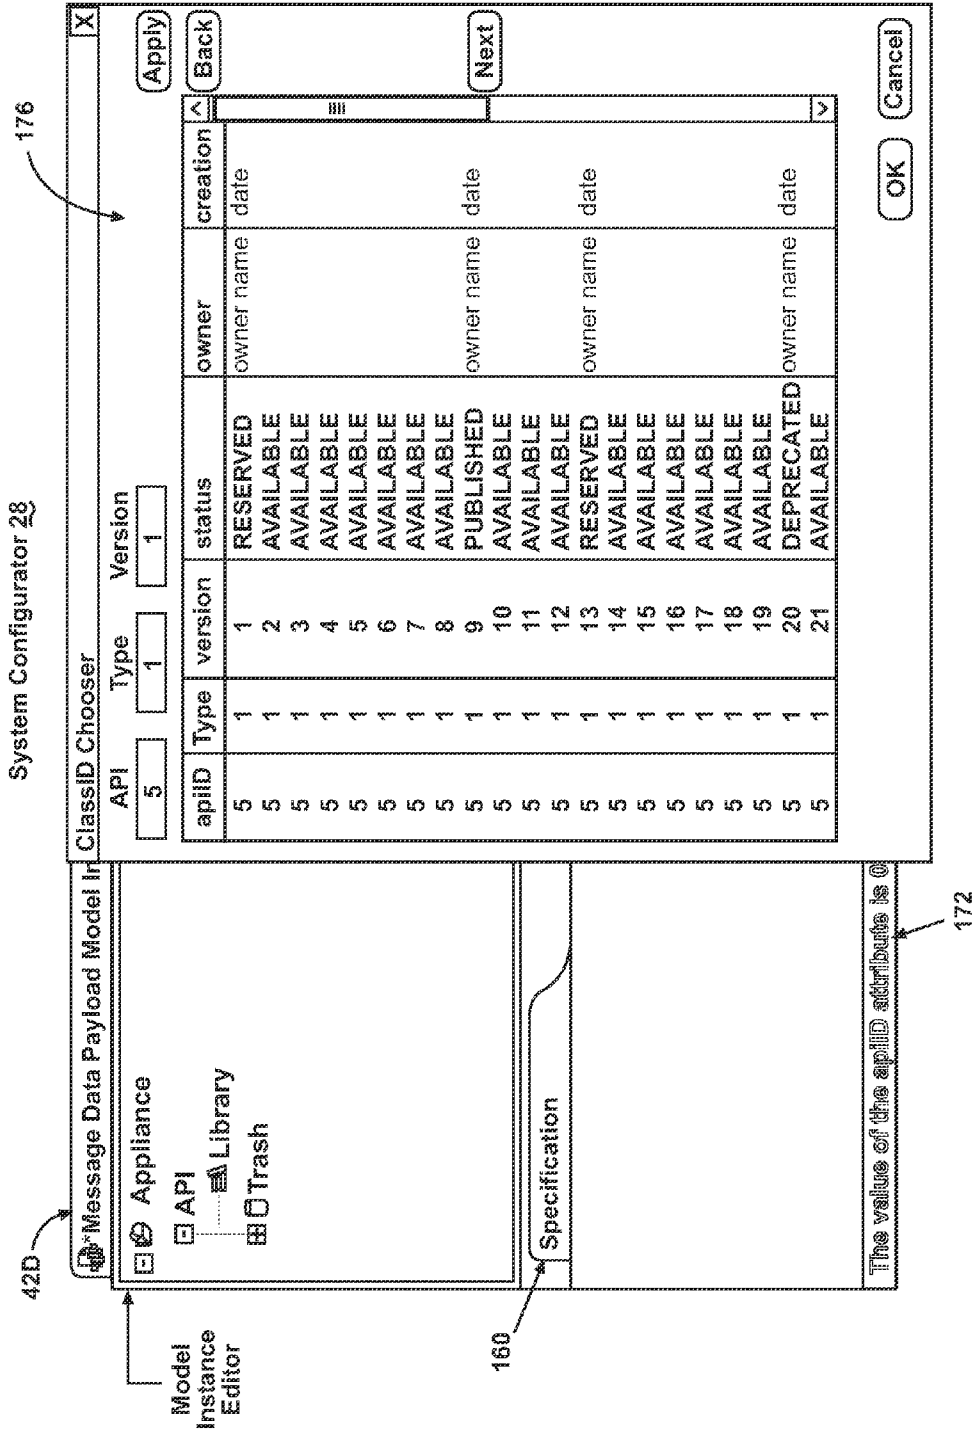 System Configurator 28
42D
Model
Instance
Editor
*Message Data Payload Model In
Appliance
API
Library
Trash
160
Specification
The value of the apiID attribute is 0
172
176
ClassID Chooser
X
API Type Version
5 1 1
Apply
Back
Next
apiID Type version status owner creation
5 1 1 RESERVED owner name date
5 1 2 AVAILABLE
5 1 3 AVAILABLE
5 1 4 AVAILABLE
5 1 5 AVAILABLE
5 1 6 AVAILABLE
5 1 7 AVAILABLE
5 1 8 AVAILABLE
5 1 9 PUBLISHED owner name date
5 1 10 AVAILABLE
5 1 11 AVAILABLE
5 1 12 AVAILABLE
5 1 13 RESERVED owner name date
5 1 14 AVAILABLE
5 1 15 AVAILABLE
5 1 16 AVAILABLE
5 1 17 AVAILABLE
5 1 18 AVAILABLE
5 1 19 AVAILABLE
5 1 20 DEPRECATED owner name date
5 1 21 AVAILABLE
OK Cancel